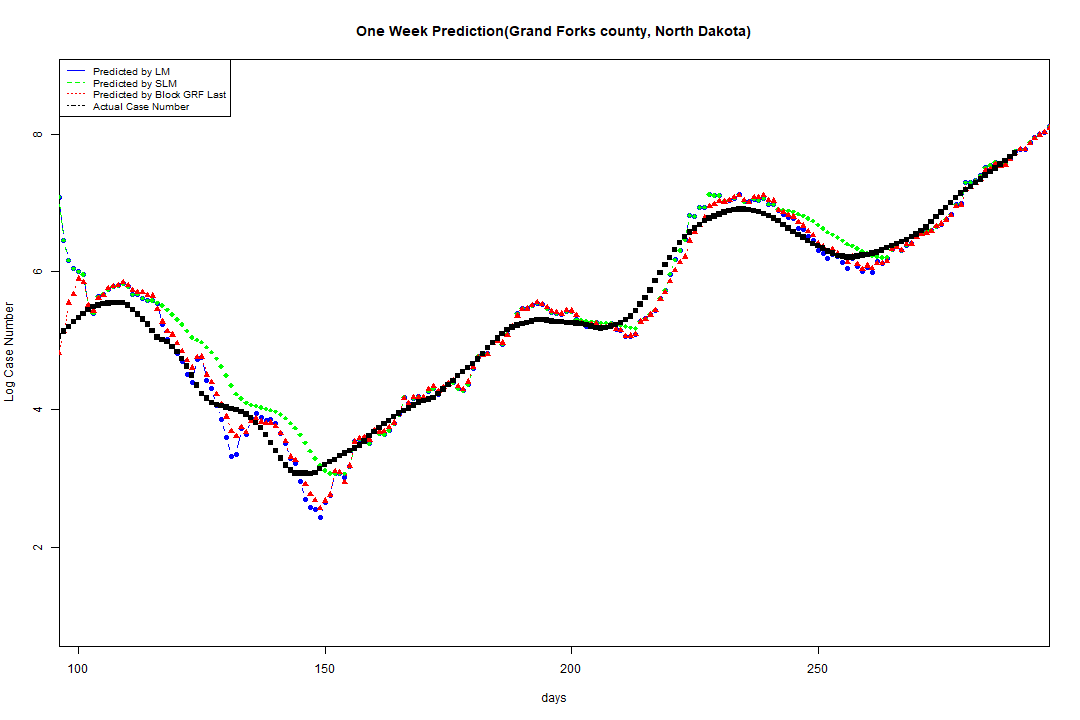 One Week Prediction(Grand Forks county, North Dakota)
Predicted by LM
Predicted by SLM
Predicted by Block GRF Last
Actual Case Number
8
6
4
2
Log Case Number
100 150 200 250
days